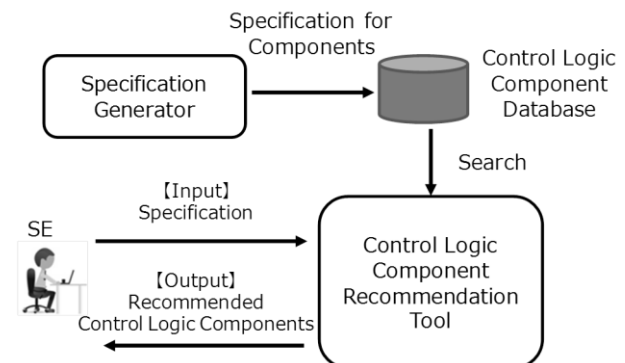 Specification for
Components
Specification
Generator
Control Logic
Component
Database
Search
【Input】
Specification
SE
Control Logic
Component
Recommendation
Tool
【Output】
Recommended
Control Logic Components